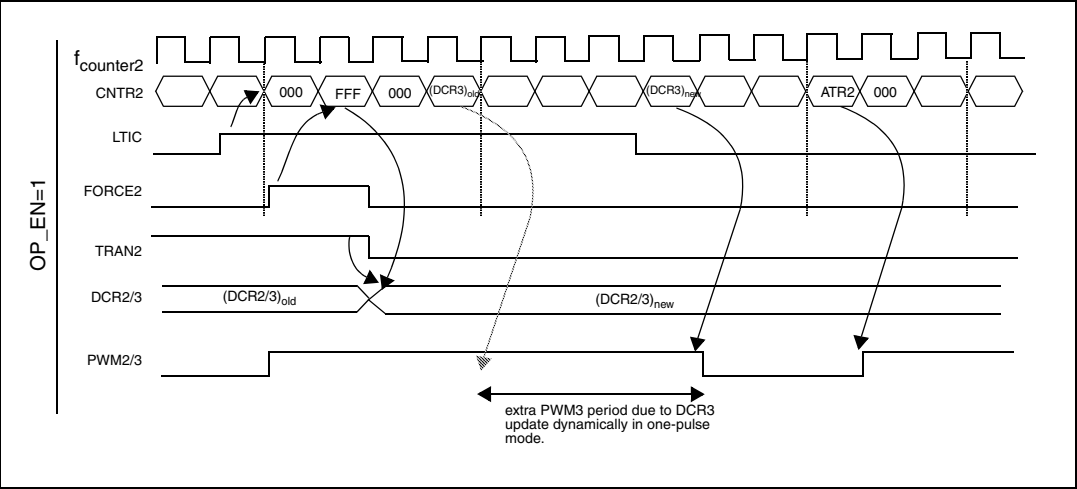 OP_EN=1
fcounter2
CNTR2 000 FFF 000 (DCR3)old (DCR3)new ATR2 000
LTIC
FORCE2
TRAN2
DCR2/3 (DCR2/3)old (DCR2/3)new
PWM2/3
extra PWM3 period due to DCR3
update dynamically in one-pulse
mode.